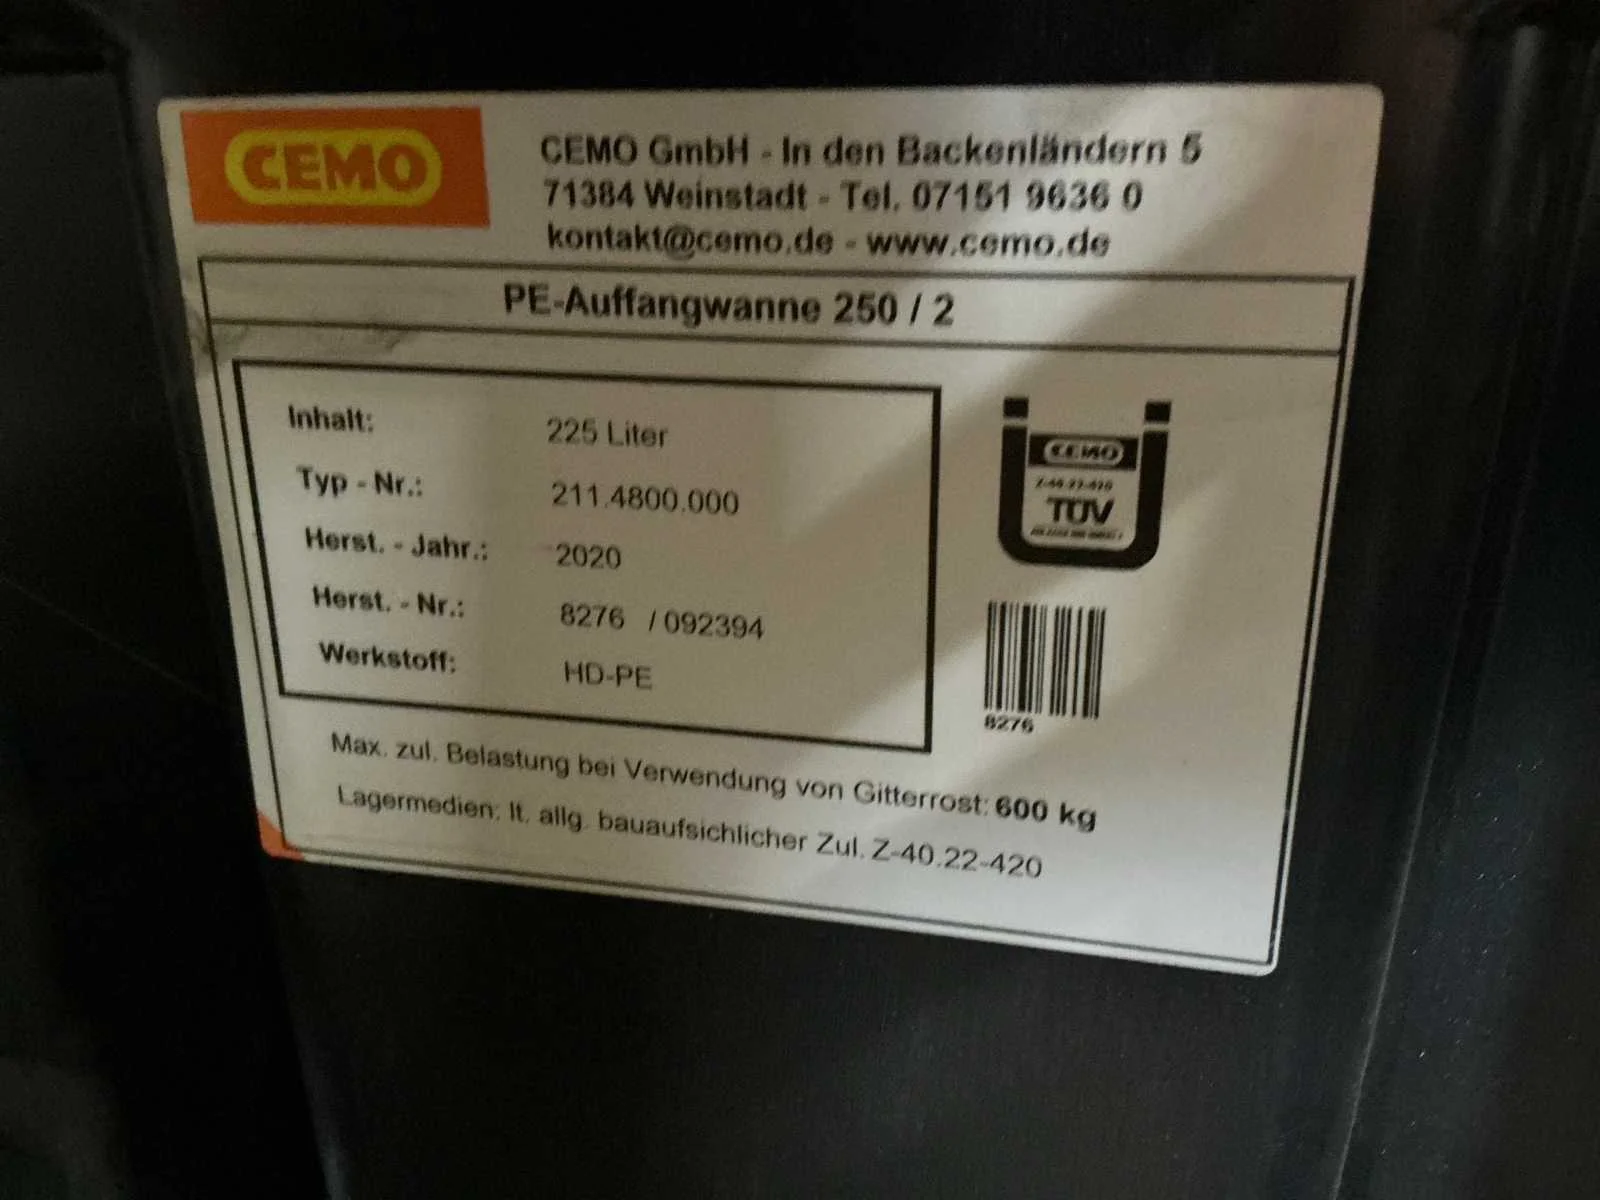 CEMO
CEMO GmbH - In den Backenländern 5
71384 Weinstadt - Tel. 07151 9636 0
kontakt@cemo.de - www.cemo.de
PE-Auffangwanne 250 / 2
Inhalt: 225 Liter
Typ - Nr.: 211.4800.000
Herst. - Jahr.: 2020
Herst. - Nr.: 8276 / 092394
Werkstoff: HD-PE
CEMO
Z-40.22-420
TÜV
8276
Max. zul. Belastung bei Verwendung von Gitterrost: 600 kg
Lagermedien: lt. allg. bauaufsichlicher Zul. Z-40.22-420